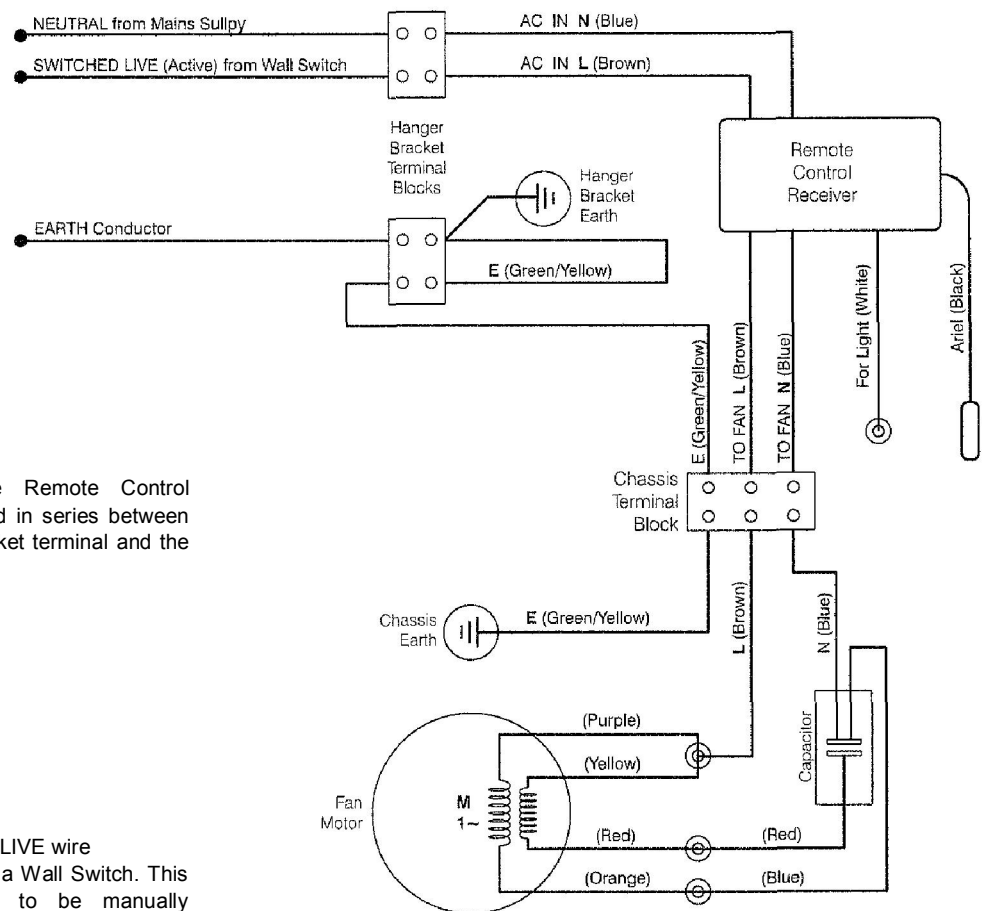 NEUTRAL from Mains Sullpy
AC IN N (Blue)
SWITCHED LIVE (Active) from Wall Switch
AC IN L (Brown)
Hanger
Bracket
Terminal
Blocks
Hanger
Bracket
Earth
Remote
Control
Receiver
EARTH Conductor
E (Green/Yellow)
E (Green/Yellow)
TO FAN L (Brown)
TO FAN N (Blue)
For Light (White)
Ariel (Black)
Chassis
Terminal
Block
Remote Control
in series between
ket terminal and the
Chassis
Earth
E (Green/Yellow)
L (Brown)
N (Blue)
Capacitor
(Purple)
(Yellow)
Fan
Motor
M
1~
(Red)
(Red)
(Orange)
(Blue)
LIVE wire
a Wall Switch. This
to be manually